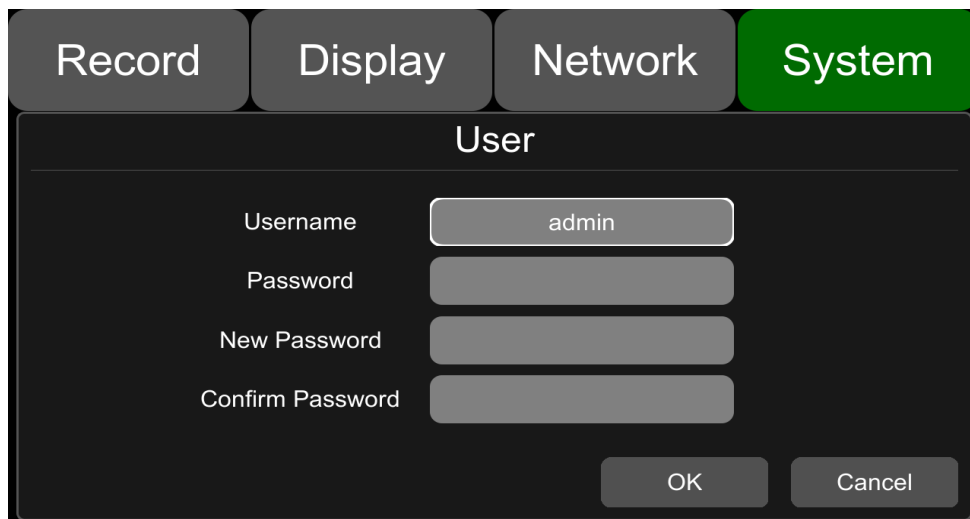 Record Display Network System
User
Username admin
Password
New Password
Confirm Password
OK Cancel